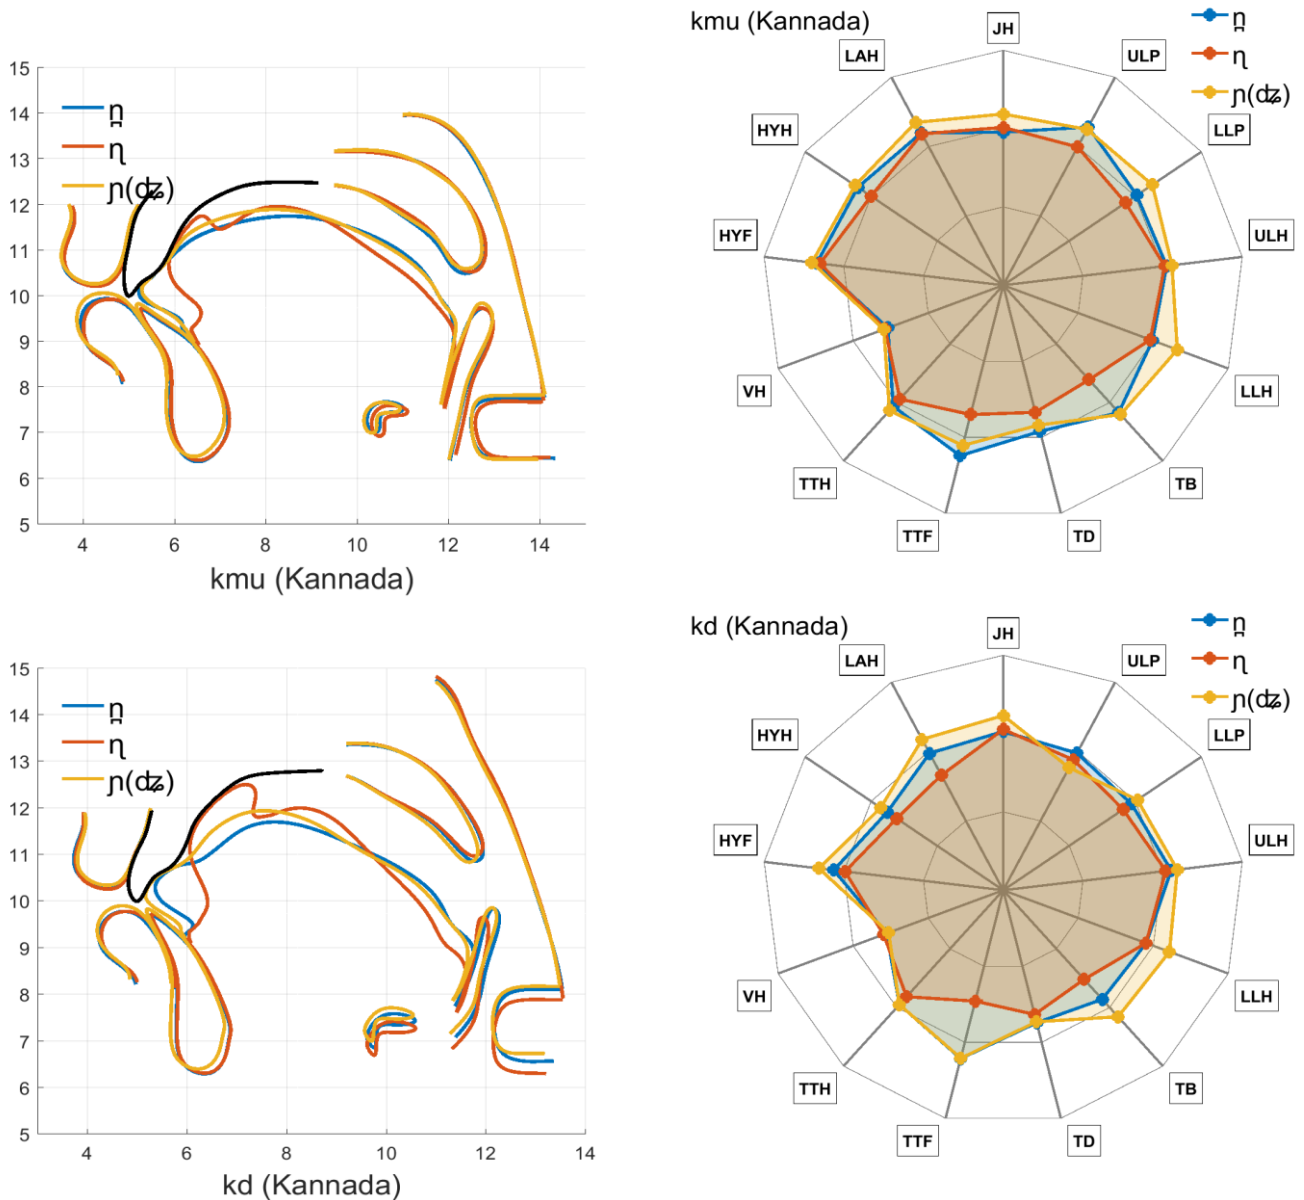 kmu (Kannada)
n̪
ɳ
ɲ(ʥ)
JH
ULP
LLP
ULH
LLH
TB
TD
TTF
TTH
VH
HYF
HYH
LAH
15
14
13
12
11
10
9
8
7
6
5
n̪
ɳ
ɲ(ʥ)
4 6 8 10 12 14
kmu (Kannada)
kd (Kannada)
n̪
ɳ
ɲ(ʥ)
JH
ULP
LLP
ULH
LLH
TB
TD
TTF
TTH
VH
HYF
HYH
LAH
15
14
13
12
11
10
9
8
7
6
5
n̪
ɳ
ɲ(ʥ)
4 6 8 10 12 14
kd (Kannada)